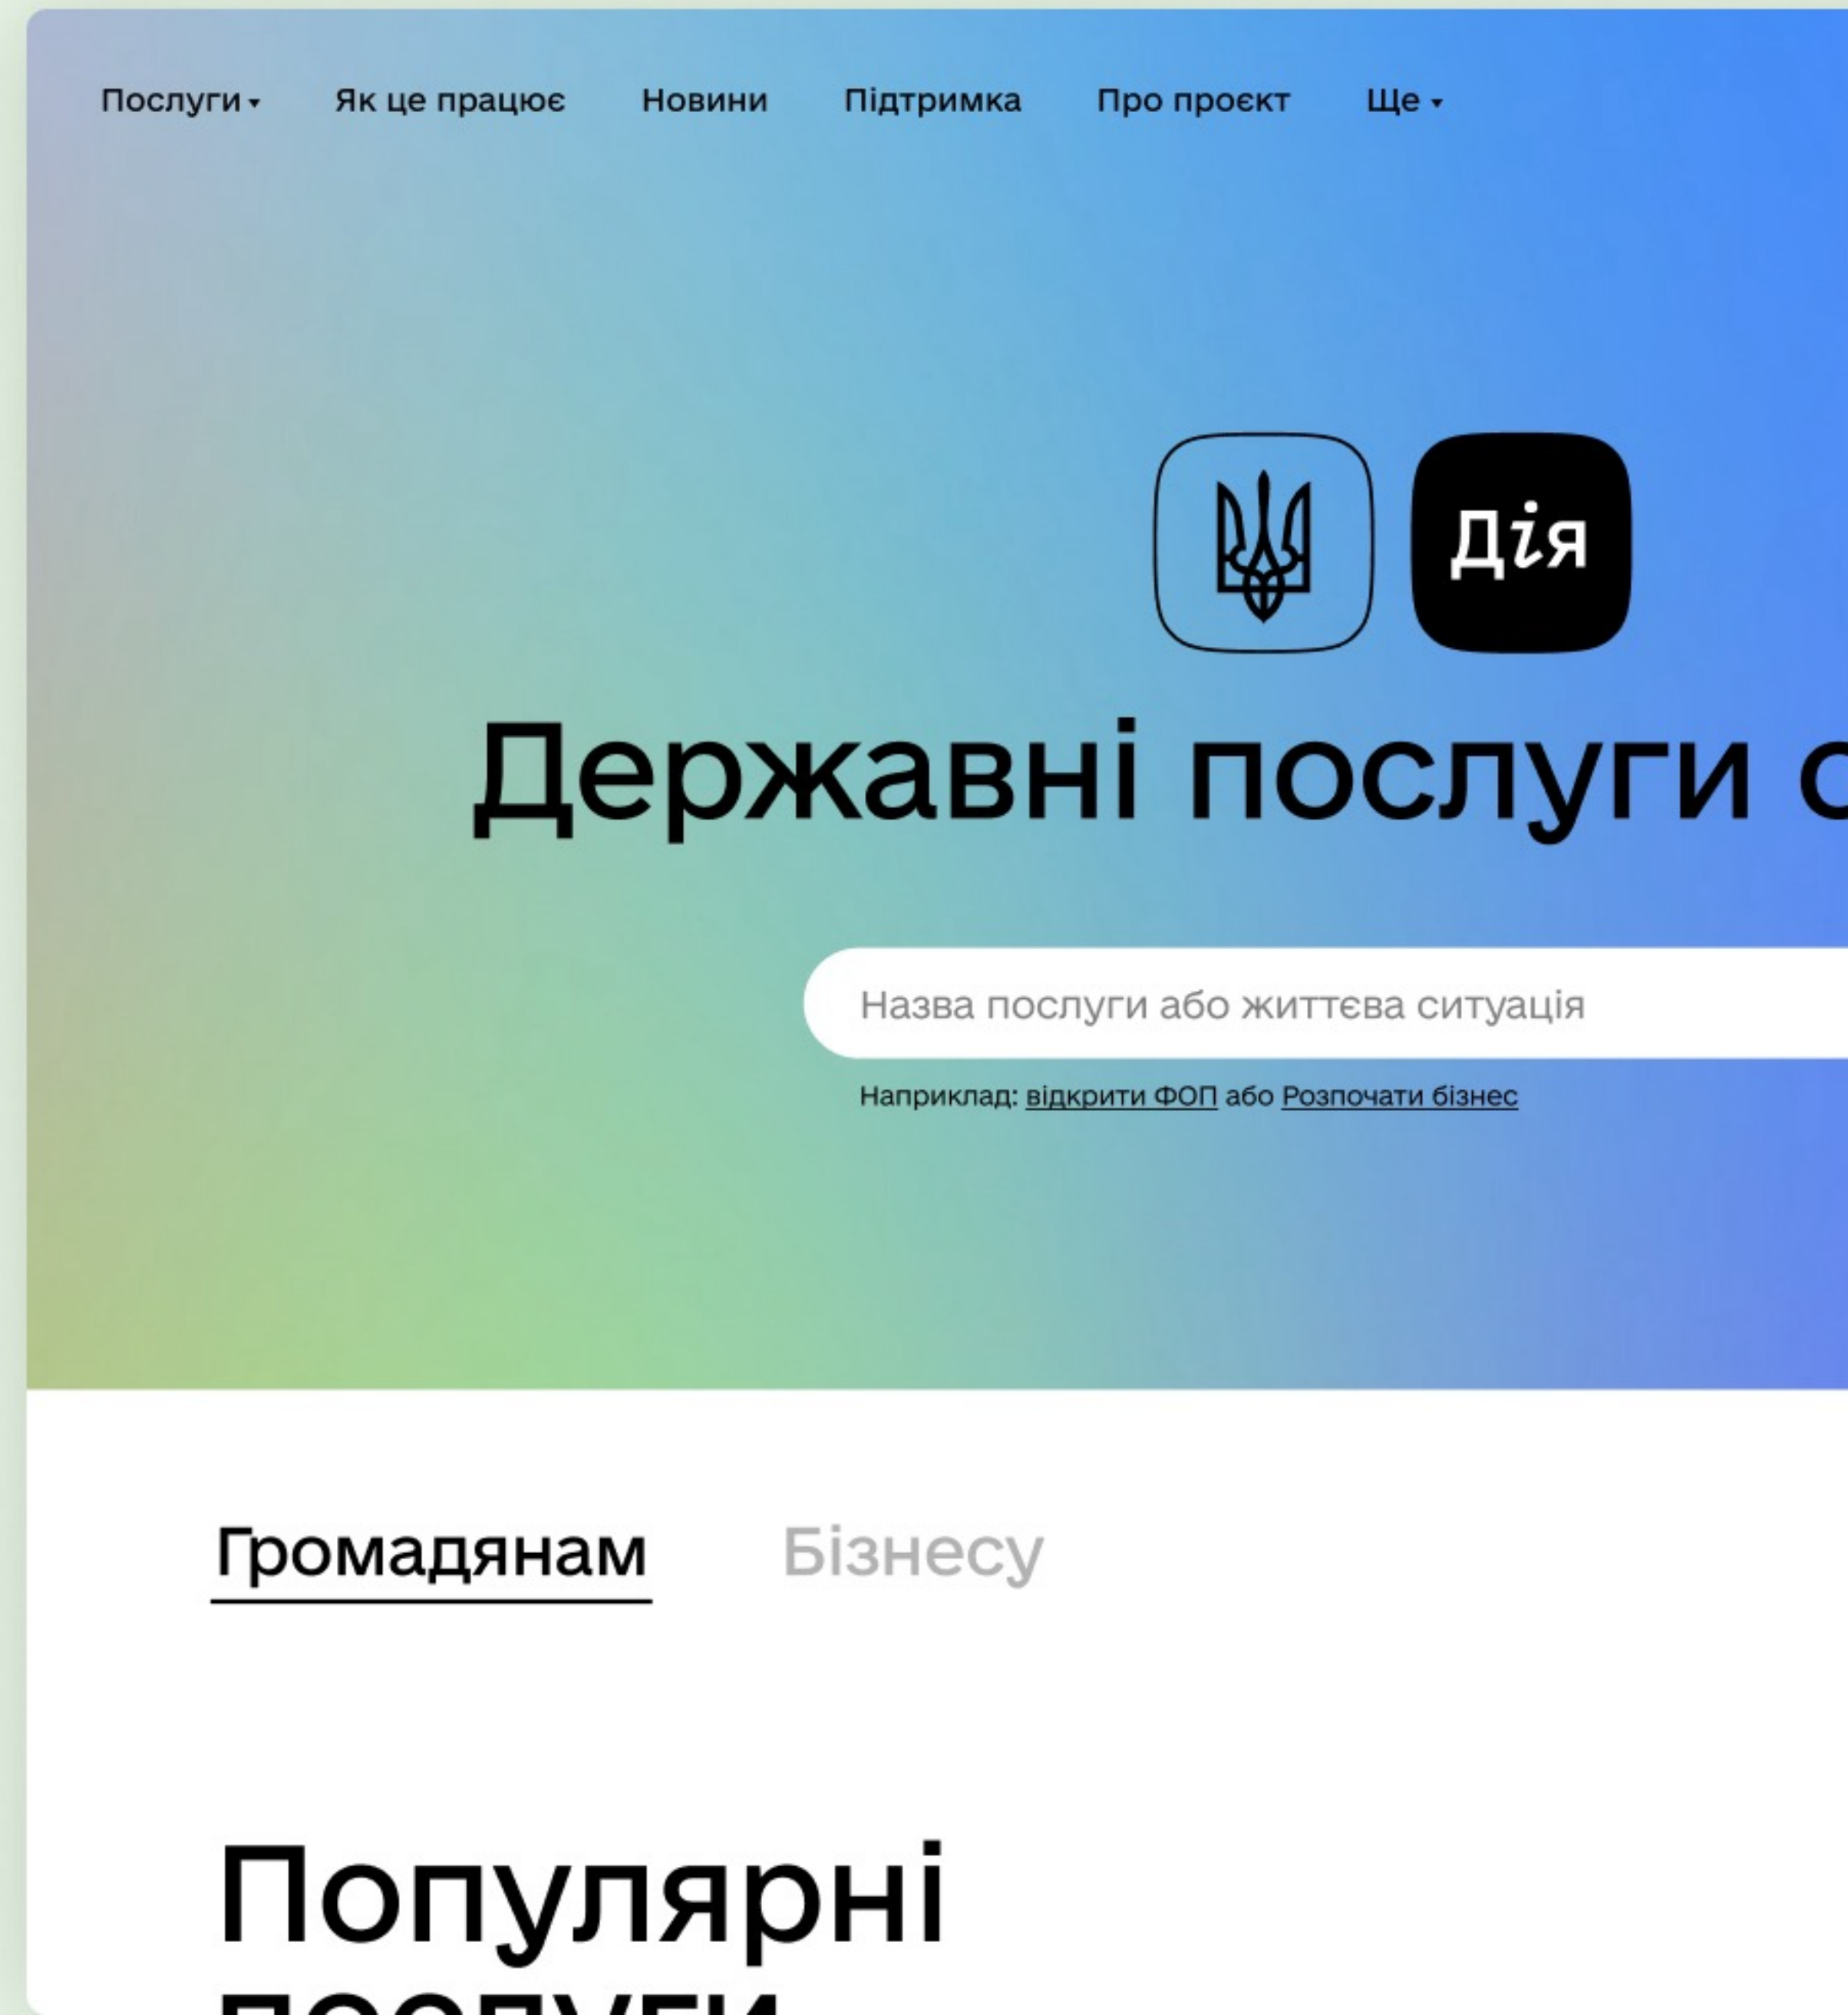 Послуги Як це працює Новини Підтримка Про проєкт Ще
Дія
Державні послуги
Назва послуги або життєва ситуація
Наприклад: відкрити ФОП або Розпочати бізнес
Громадянам Бізнесу
Популярні
послуги